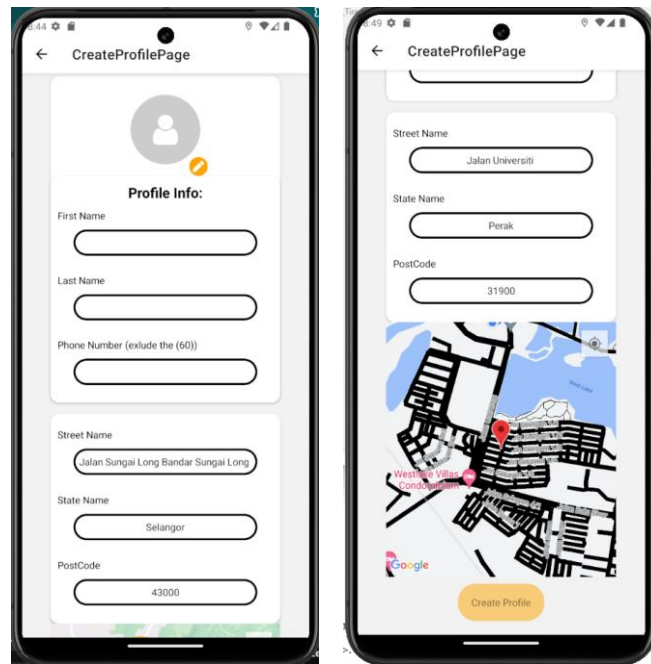 8:44
CreateProfilePage
Profile Info:
First Name
Last Name
Phone Number (exlude the (60))
Street Name
Jalan Sungai Long Bandar Sungai Long
State Name
Selangor
PostCode
43000
8:49
CreateProfilePage
Street Name
Jalan Universiti
State Name
Perak
PostCode
31900
West Lake
Westlake Villas
Condominium
Google
Create Profile